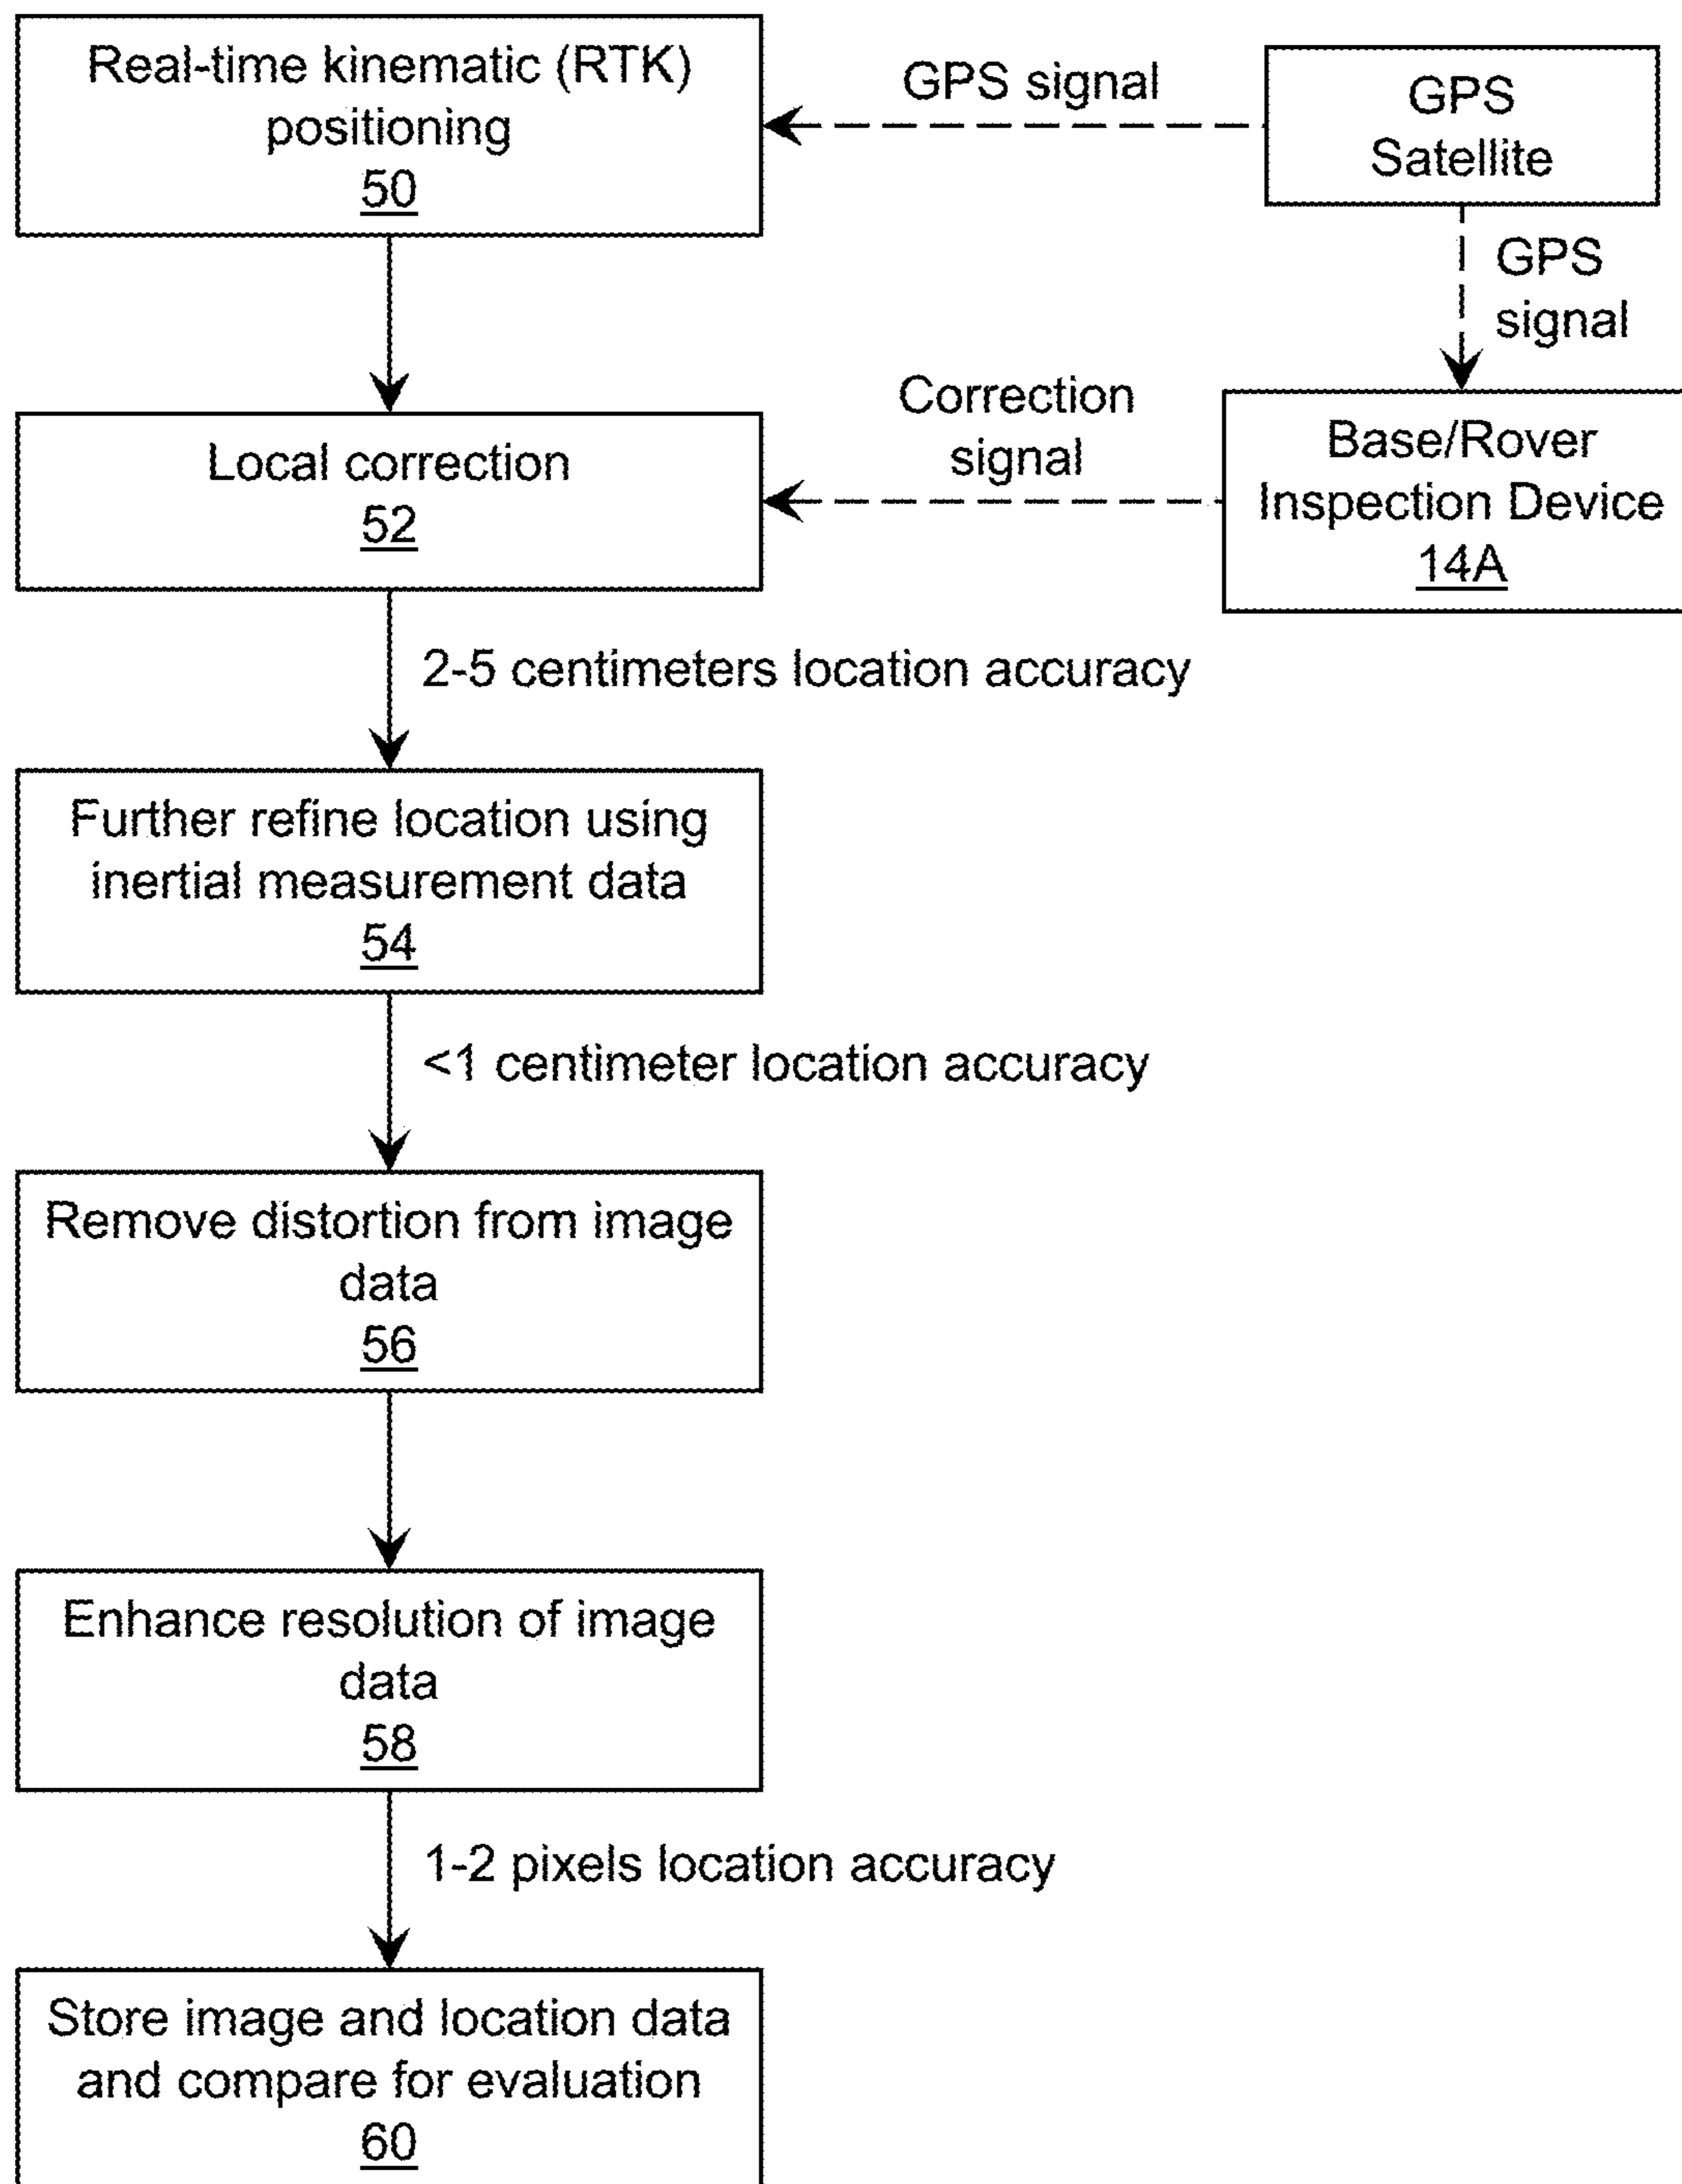 Real-time kinematic (RTK)
positioning
50
GPS signal
GPS
Satellite
GPS
signal
Local correction
52
Correction
signal
Base/Rover
Inspection Device
14A
2-5 centimeters location accuracy
Further refine location using
inertial measurement data
54
<1 centimeter location accuracy
Remove distortion from image
data
56
Enhance resolution of image
data
58
1-2 pixels location accuracy
Store image and location data
and compare for evaluation
60